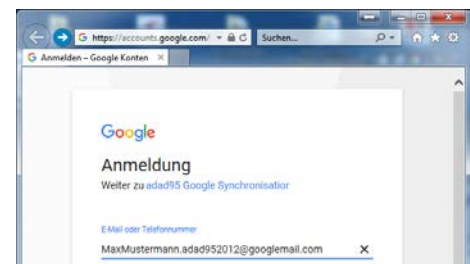 https://accounts.google.com/
Suchen...
Anmelden – Google Konten
Google
Anmeldung
Weiter zu adad95 Google Synchronisatior
E-Mail oder Telefonnummer
MaxMustermann.adad952012@googlemail.com